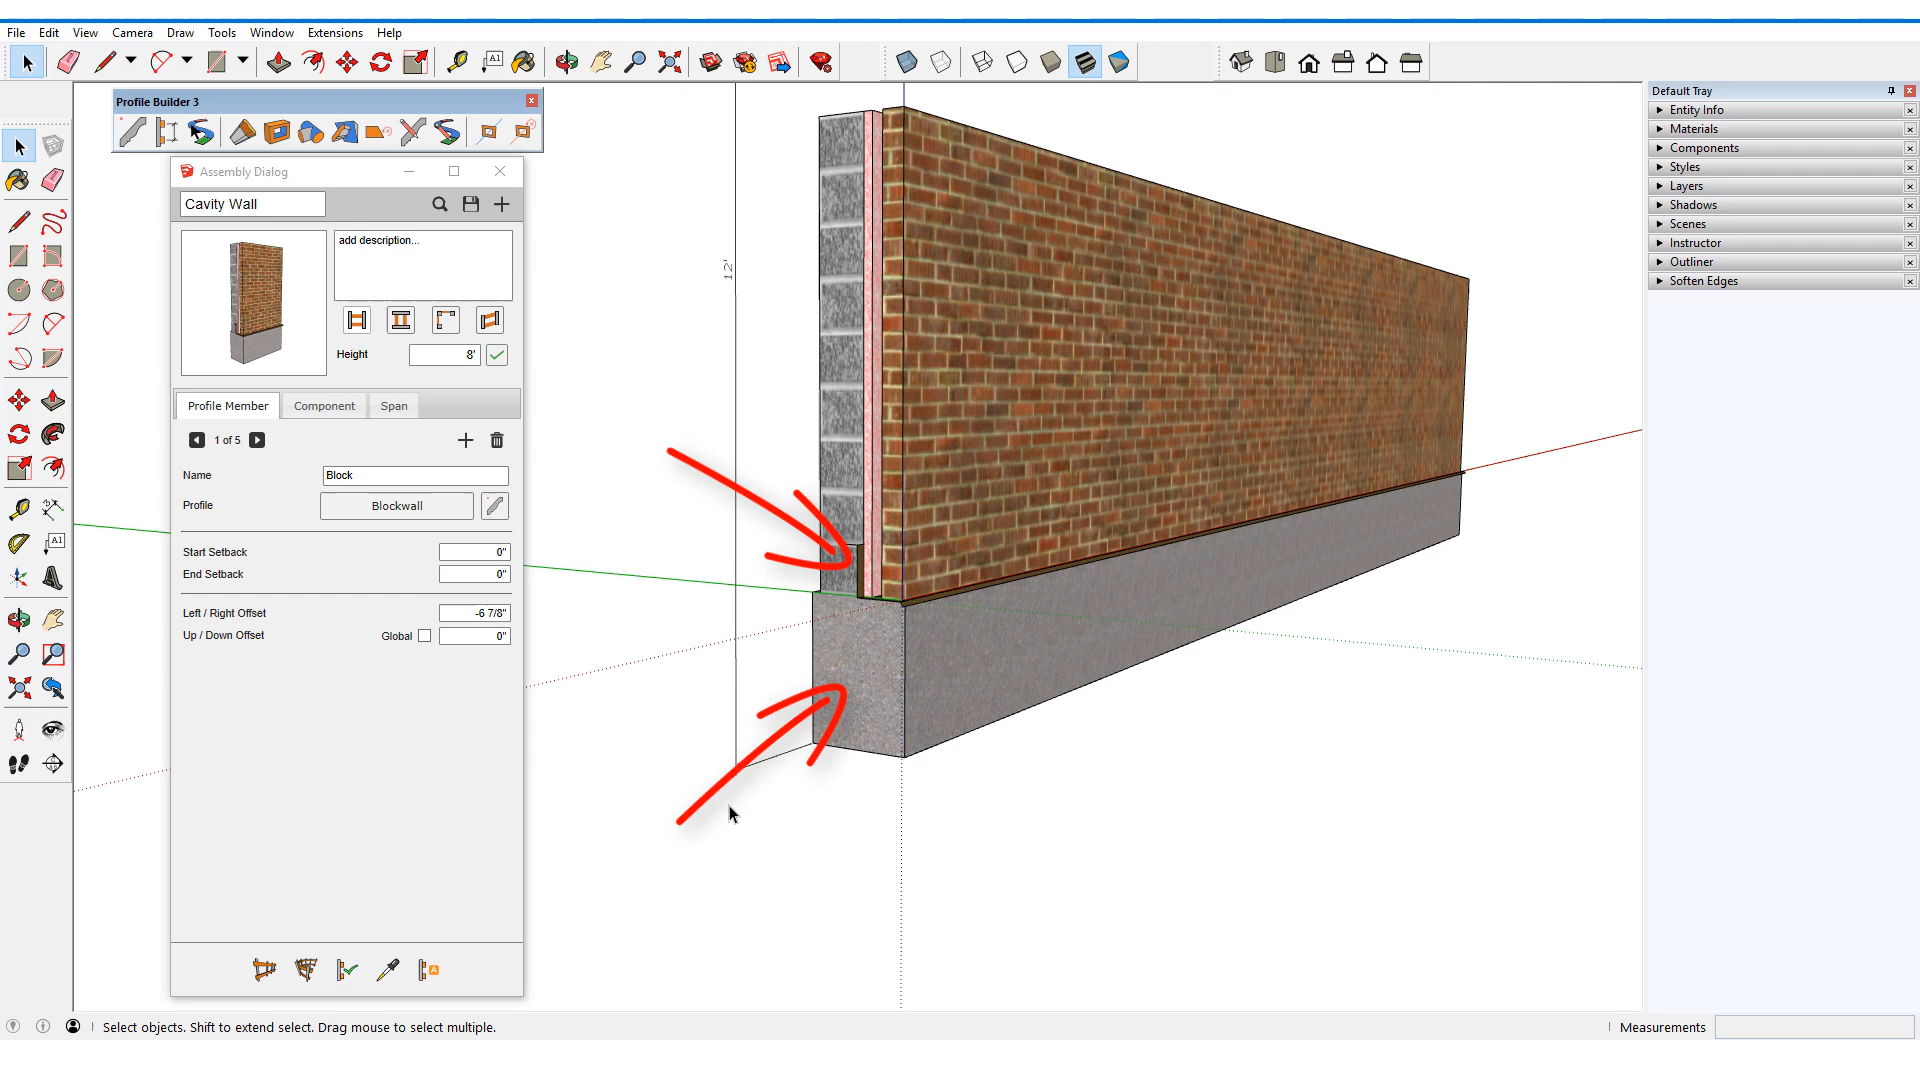 File Edit View Camera Draw Tools Window Extensions Help
A1
Profile Builder 3
Default Tray
Entity Info
Materials
Components
Styles
Layers
Shadows
Scenes
Instructor
Outliner
Soften Edges
Assembly Dialog
Cavity Wall
add description...
Height 8'
Profile Member Component Span
1 of 5
Name Block
Profile Blockwall
Start Setback 0"
End Setback 0"
Left / Right Offset -6 7/8"
Up / Down Offset Global 0"
A
12'
A1
Select objects. Shift to extend select. Drag mouse to select multiple.
Measurements